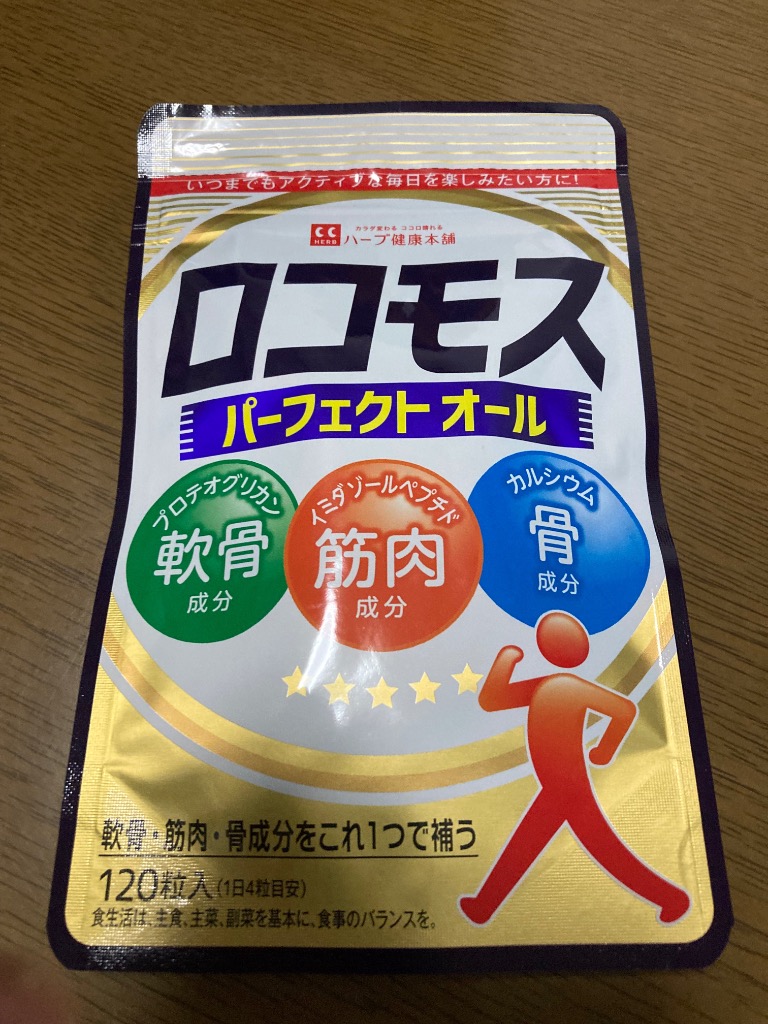 いつまでもアクティブな毎日を楽しみたい方に!
カラダ変わる ココロ晴れる
CC
HERB
ハーブ健康本舗
ロコモス
パーフェクト オール
プロテオグリカン
軟骨
成分
イミダゾールペプチド
筋肉
成分
カルシウム
骨
成分
軟骨・筋肉・骨成分をこれ1つで補う
120粒入(1日4粒目安)
食生活は、主食、主菜、副菜を基本に、食事のバランスを。